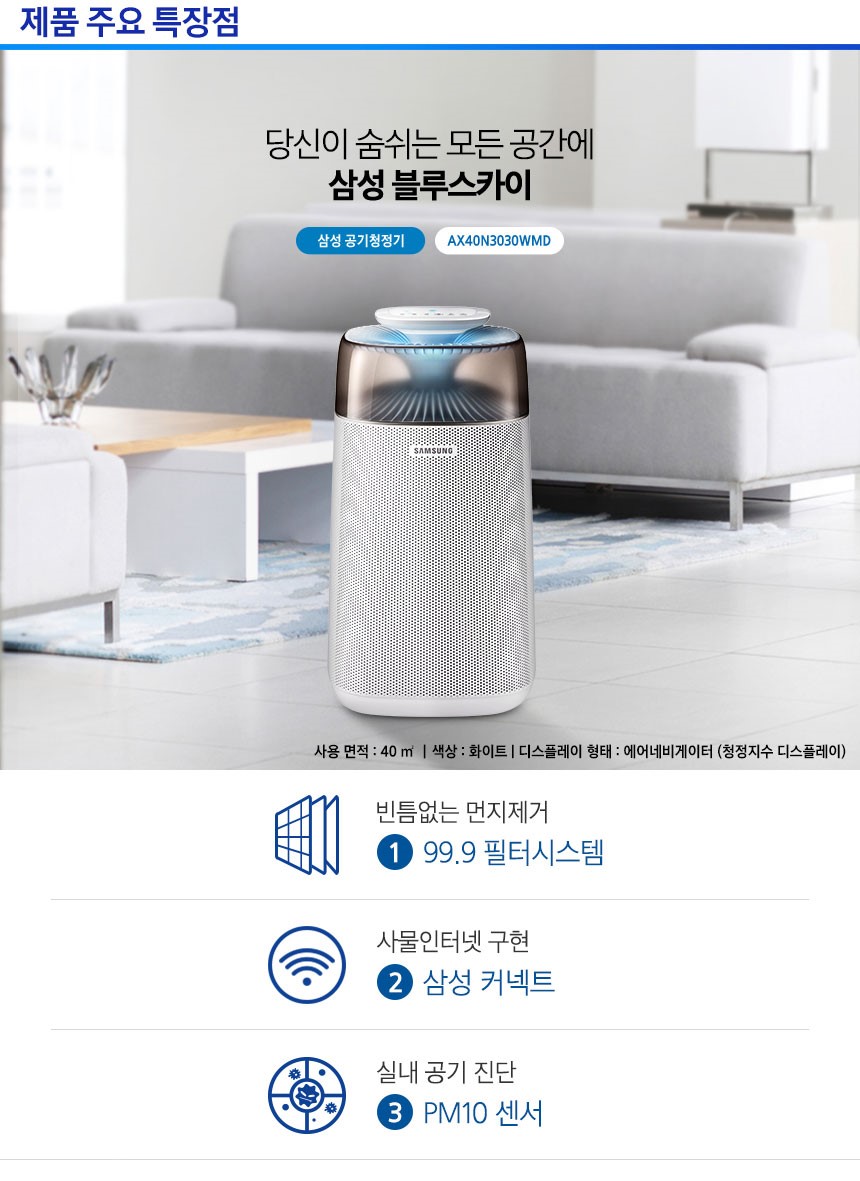 제품 주요 특장점
당신이 숨쉬는 모든 공간에
삼성 블루스카이
삼성 공기청정기
AX40N3030WMD
SAMSUNG
사용 면적 : 40 ㎡ | 색상 : 화이트 | 디스플레이 형태 : 에어네비게이터 (청정지수 디스플레이)
빈틈없는 먼지제거
1 99.9 필터시스템
사물인터넷 구현
2 삼성 커넥트
실내 공기 진단
3 PM10 센서